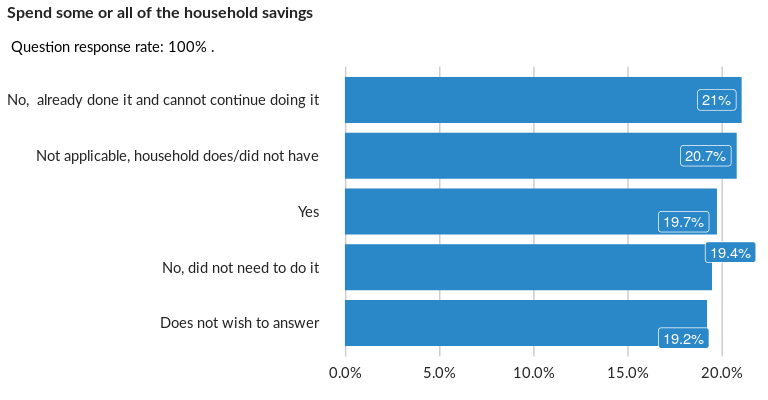 Spend some or all of the household savings
Question response rate: 100% .
No,  already done it and cannot continue doing it
21%
Not applicable, household does/did not have
20.7%
Yes
19.7%
19.4%
No, did not need to do it
Does not wish to answer
19.2%
0.0% 5.0% 10.0% 15.0% 20.0%